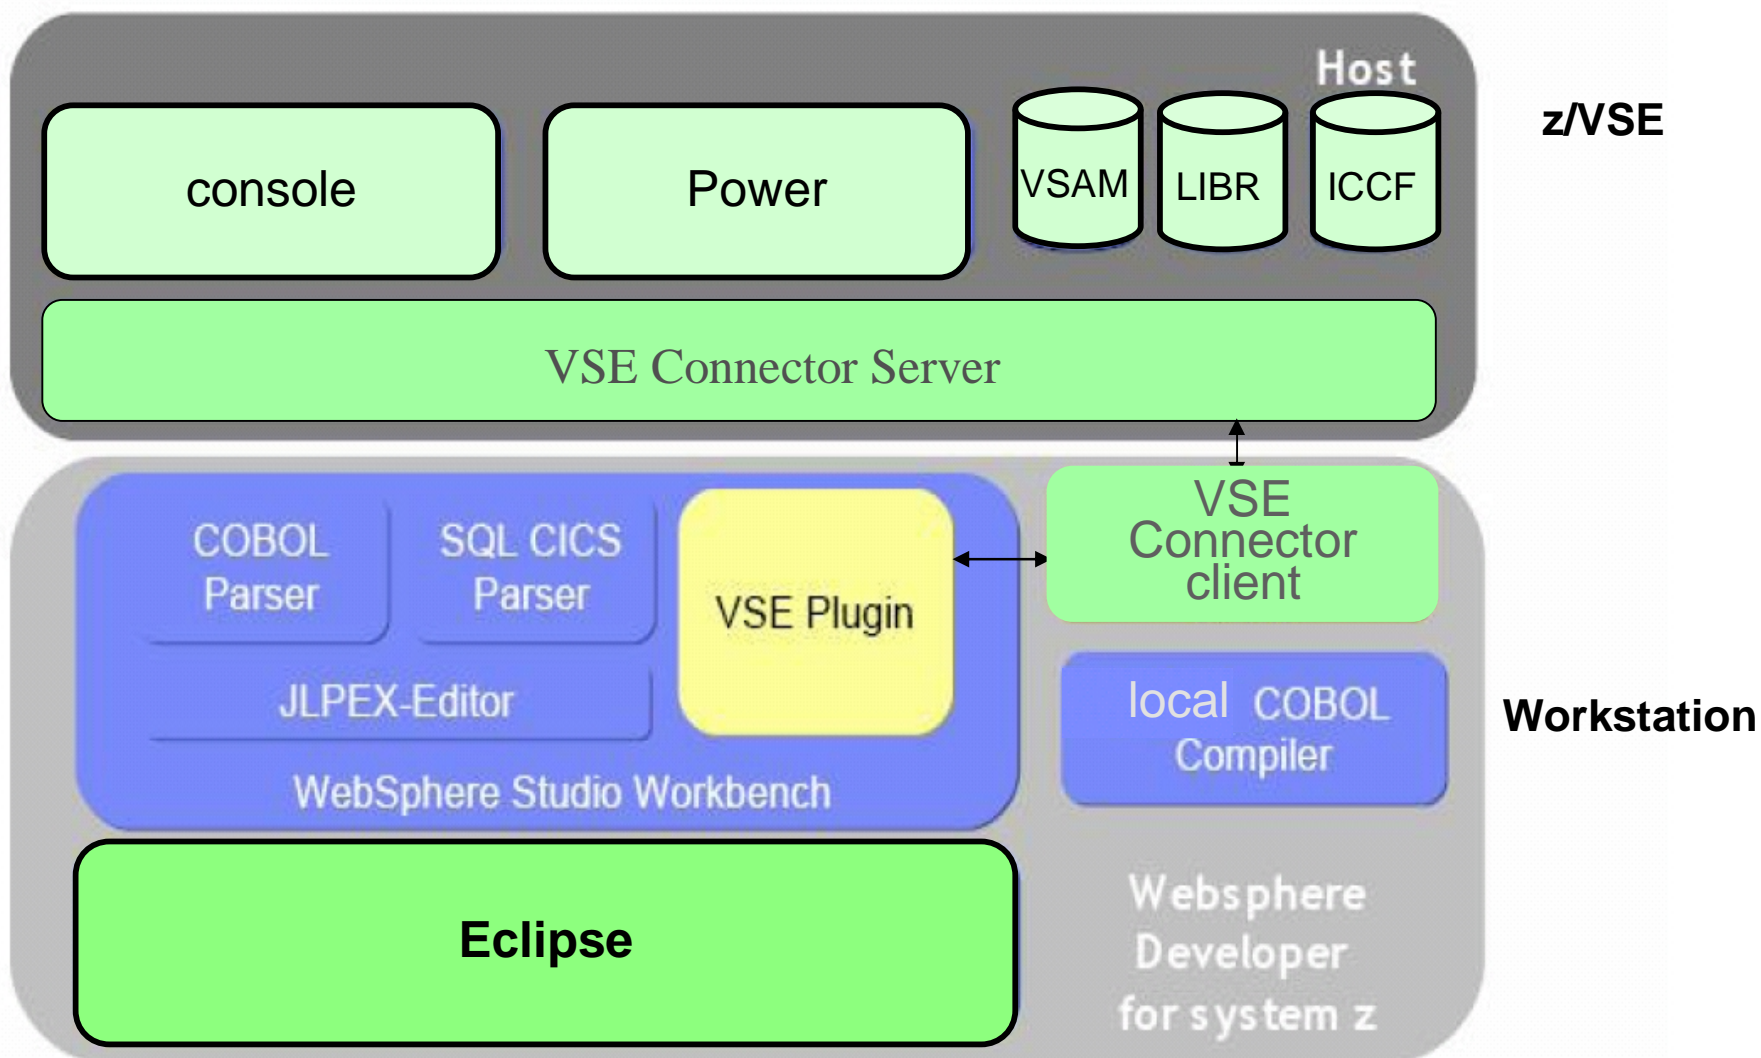 Host
z/VSE
console
Power
VSAM
LIBR
ICCF
VSE Connector Server
COBOL
Parser
SQL CICS
Parser
VSE Plugin
VSE
Connector
client
JLPEX-Editor
WebSphere Studio Workbench
local COBOL
Compiler
Workstation
Eclipse
Websphere
Developer
for system z